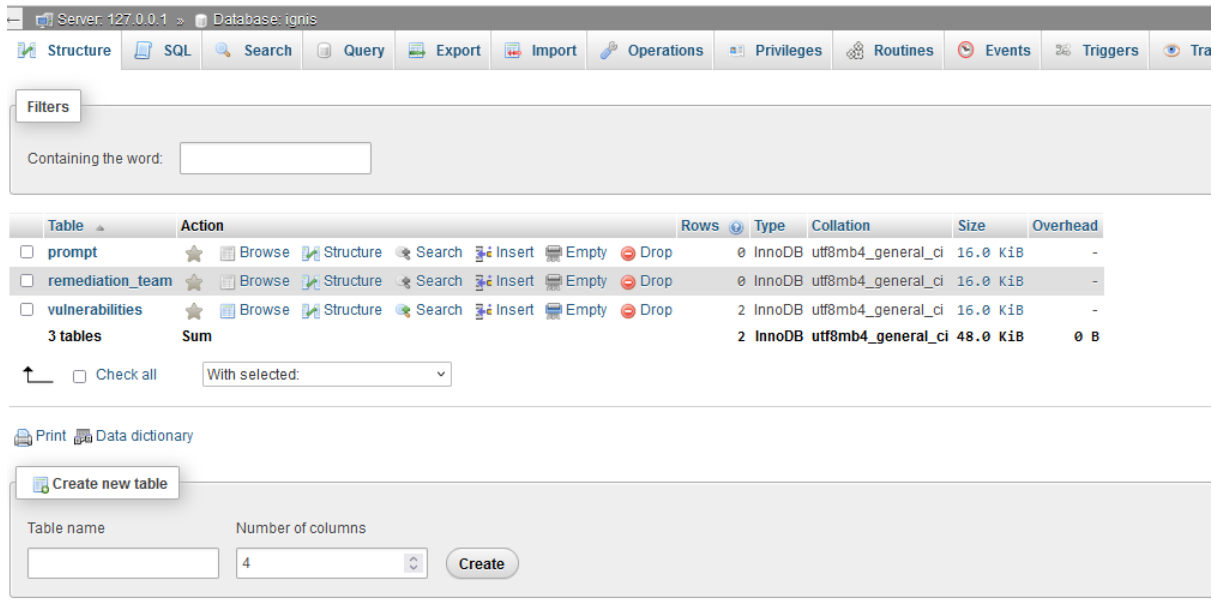 Server: 127.0.0.1 » Database: ignis
Structure SQL Search Query Export Import Operations Privileges Routines Events Triggers Tra
Filters
Containing the word:
Table Action Rows Type Collation Size Overhead
prompt Browse Structure Search Insert Empty Drop 0 InnoDB utf8mb4_general_ci 16.0 KiB -
remediation_team Browse Structure Search Insert Empty Drop 0 InnoDB utf8mb4_general_ci 16.0 KiB -
vulnerabilities Browse Structure Search Insert Empty Drop 2 InnoDB utf8mb4_general_ci 16.0 KiB -
3 tables Sum 2 InnoDB utf8mb4_general_ci 48.0 KiB 0 B
Check all With selected:
Print Data dictionary
Create new table
Table name Number of columns
4 Create